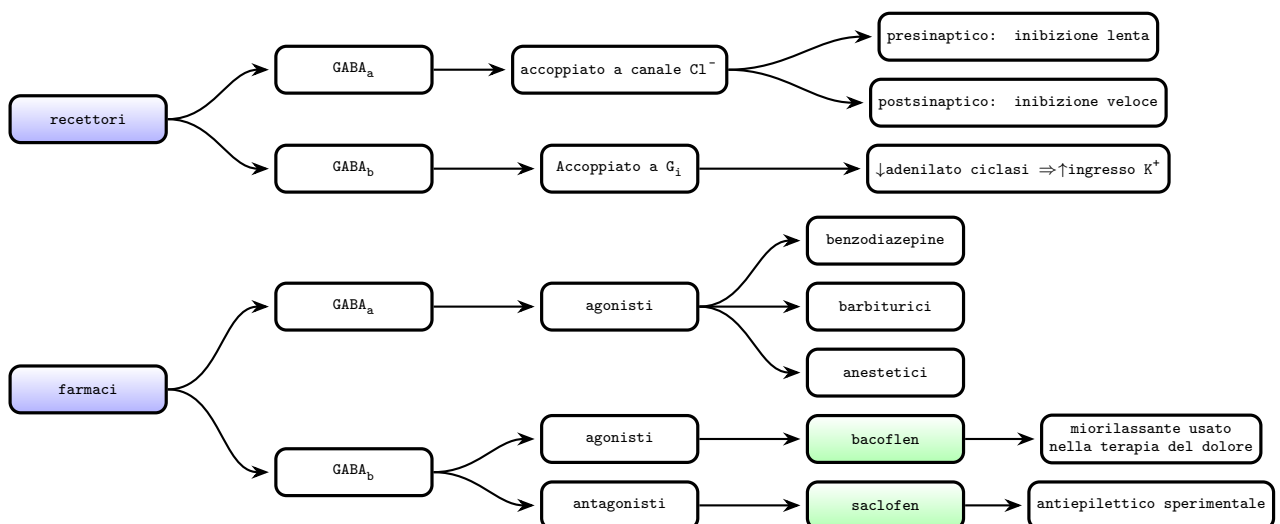 recettori
GABAa
accoppiato a canale Cl⁻
presinaptico: inibizione lenta
postsinaptico: inibizione veloce
GABAb
Accoppiato a Gi
↓adenilato ciclasi ⇒↑ingresso K⁺
farmaci
GABAa
agonisti
benzodiazepine
barbiturici
anestetici
GABAb
agonisti
bacoflen
miorilassante usato
nella terapia del dolore
antagonisti
saclofen
antiepilettico sperimentale